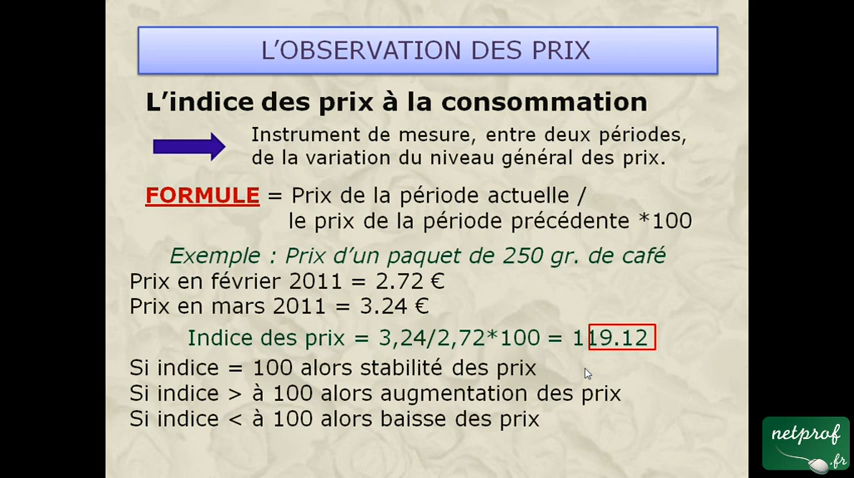 L'OBSERVATION DES PRIX
L'indice des prix à la consommation
Instrument de mesure, entre deux périodes,
de la variation du niveau général des prix.
FORMULE = Prix de la période actuelle /
le prix de la période précédente *100
Exemple : Prix d'un paquet de 250 gr. de café
Prix en février 2011 = 2.72 €
Prix en mars 2011 = 3.24 €
Indice des prix = 3,24/2,72*100 = 119.12
Si indice = 100 alors stabilité des prix
Si indice > à 100 alors augmentation des prix
Si indice < à 100 alors baisse des prix
netprof
.fr